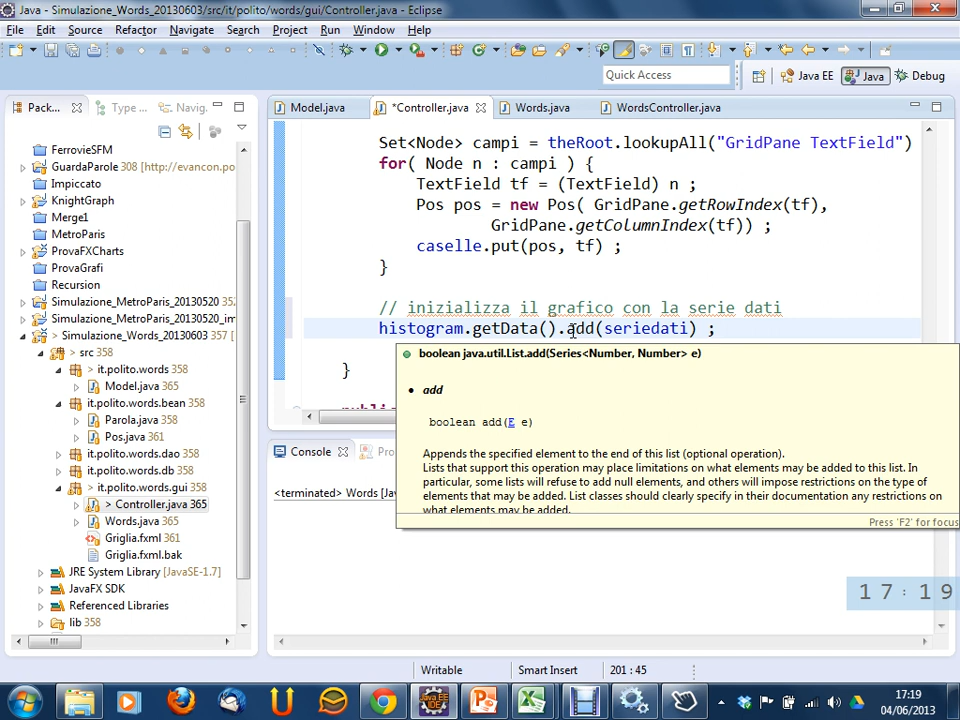 Java - Simulazione_Words_20130603/src/it/polito/words/gui/Controller.java - Eclipse
File Edit Source Refactor Navigate Search Project Run Window Help
Quick Access
Java EE
Java
Debug
Pack...
Type ...
Navig.
Model.java
*Controller.java
Words.java
WordsController.java
FerrovieSFM
GuardaParole 308 [http://evancon.po
Impiccato
KnightGraph
Merge1
MetroParis
ProvaFXCharts
ProvaGrafi
Recursion
Simulazione_MetroParis_20130520 352
Simulazione_MetroParis_20130520_im
> Simulazione_Words_20130603 357 [
> src 358
it.polito.words 358
Model.java 365
it.polito.words.bean 358
Parola.java 358
Pos.java 361
it.polito.words.dao 358
it.polito.words.db 358
> it.polito.words.gui 358
> Controller.java 365
Words.java 365
Griglia.fxml 361
Griglia.fxml.bak
JRE System Library [JavaSE-1.7]
JavaFX SDK
Referenced Libraries
lib 358
Set<Node> campi = theRoot.lookupAll("GridPane TextField")
for( Node n : campi ) {
TextField tf = (TextField) n ;
Pos pos = new Pos( GridPane.getRowIndex(tf),
GridPane.getColumnIndex(tf)) ;
caselle.put(pos, tf) ;
}
// inizializza il grafico con la serie dati
histogram.getData().add(seriedati) ;
}
boolean java.util.List.add(Series<Number, Number> e)
• add
boolean add(E e)
Appends the specified element to the end of this list (optional operation).
Lists that support this operation may place limitations on what elements may be added to this list. In
particular, some lists will refuse to add null elements, and others will impose restrictions on the type of
elements that may be added. List classes should clearly specify in their documentation any restrictions on
what elements may be added.
Press 'F2' for focus
Console
Pro
<terminated> Words [Jav
17:19
Writable
Smart Insert
201 : 45
17:19
04/06/2013